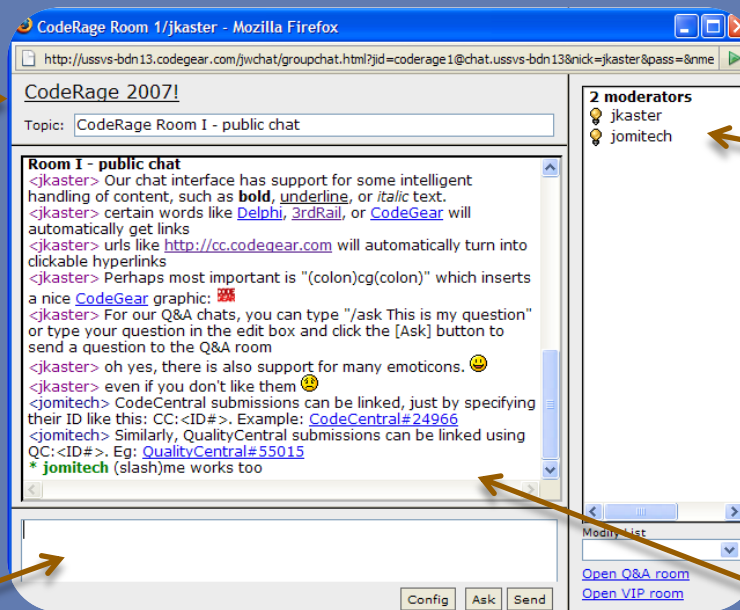 CodeRage Room 1/jkaster - Mozilla Firefox
http://ussvs-bdn13.codegear.com/jwchat/groupchat.html?jid=coderage1@chat.ussvs-bdn13&nick=jkaster&pass=&nme
CodeRage 2007!
Topic: CodeRage Room I - public chat
Room I - public chat
<jkaster> Our chat interface has support for some intelligent
handling of content, such as bold, underline, or italic text.
<jkaster> certain words like Delphi, 3rdRail, or CodeGear will
automatically get links
<jkaster> urls like http://cc.codegear.com will automatically turn into
clickable hyperlinks
<jkaster> Perhaps most important is "(colon)cg(colon)" which inserts
a nice CodeGear graphic:
<jkaster> For our Q&A chats, you can type "/ask This is my question"
or type your question in the edit box and click the [Ask] button to
send a question to the Q&A room
<jkaster> oh yes, there is also support for many emoticons.
<jkaster> even if you don't like them
<jomitech> CodeCentral submissions can be linked, just by specifying
their ID like this: CC:<ID#>. Example: CodeCentral#24966
<jomitech> Similarly, QualityCentral submissions can be linked using
QC:<ID#>. Eg: QualityCentral#55015
* jomitech (slash)me works too
Config Ask Send
2 moderators
jkaster
jomitech
Modify List
Open Q&A room
Open VIP room